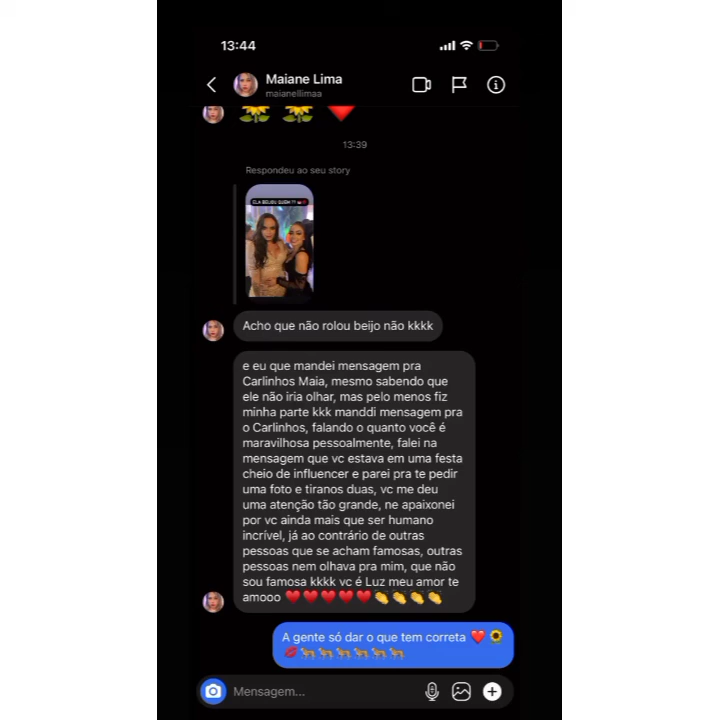 13:44
Maiane Lima
maianellimaa
🌻 🌻 ❤️
13:39
Respondeu ao seu story
ELA BEIJOU QUEM ??
Acho que não rolou beijo não kkkk
e eu que mandei mensagem pra
Carlinhos Maia, mesmo sabendo que
ele não iria olhar, mas pelo menos fiz
minha parte kkk manddi mensagem pra
o Carlinhos, falando o quanto você é
maravilhosa pessoalmente, falei na
mensagem que vc estava em uma festa
cheio de influencer e parei pra te pedir
uma foto e tiranos duas, vc me deu
uma atenção tão grande, ne apaixonei
por vc ainda mais que ser humano
incrível, já ao contrário de outras
pessoas que se acham famosas, outras
pessoas nem olhava pra mim, que não
sou famosa kkkk vc é Luz meu amor te
amooo ❤️❤️❤️❤️❤️👏👏👏👏
A gente só dar o que tem correta ❤️🌻
💋🐆🐆🐆🐆🐆🐆
Mensagem...